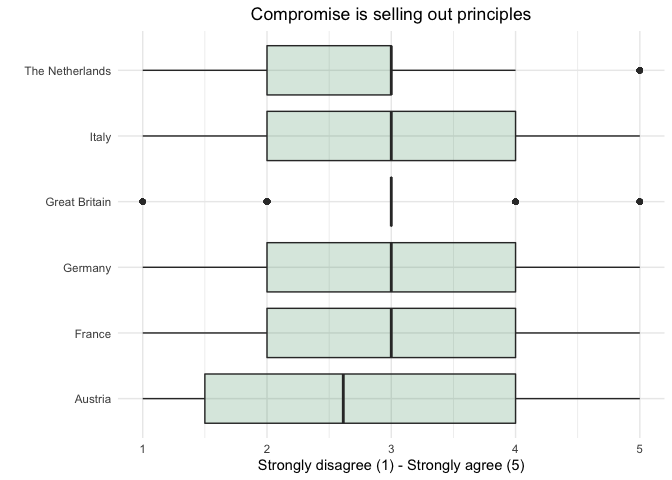 Compromise is selling out principles
The Netherlands
Italy
Great Britain
Germany
France
Austria
1 2 3 4 5
Strongly disagree (1) - Strongly agree (5)